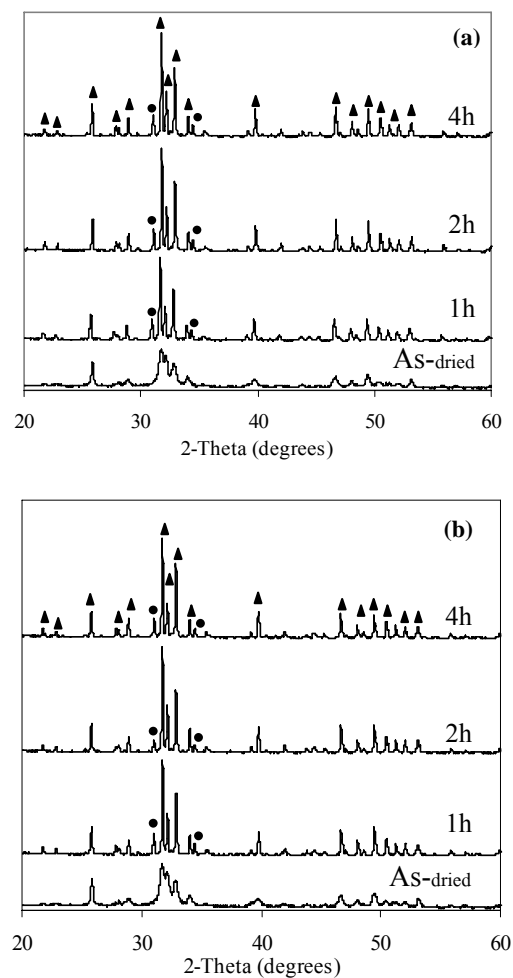 (a)
4h
2h
1h
As-dried
20 30 40 50 60
2-Theta (degrees)
(b)
4h
2h
1h
As-dried
20 30 40 50 60
2-Theta (degrees)